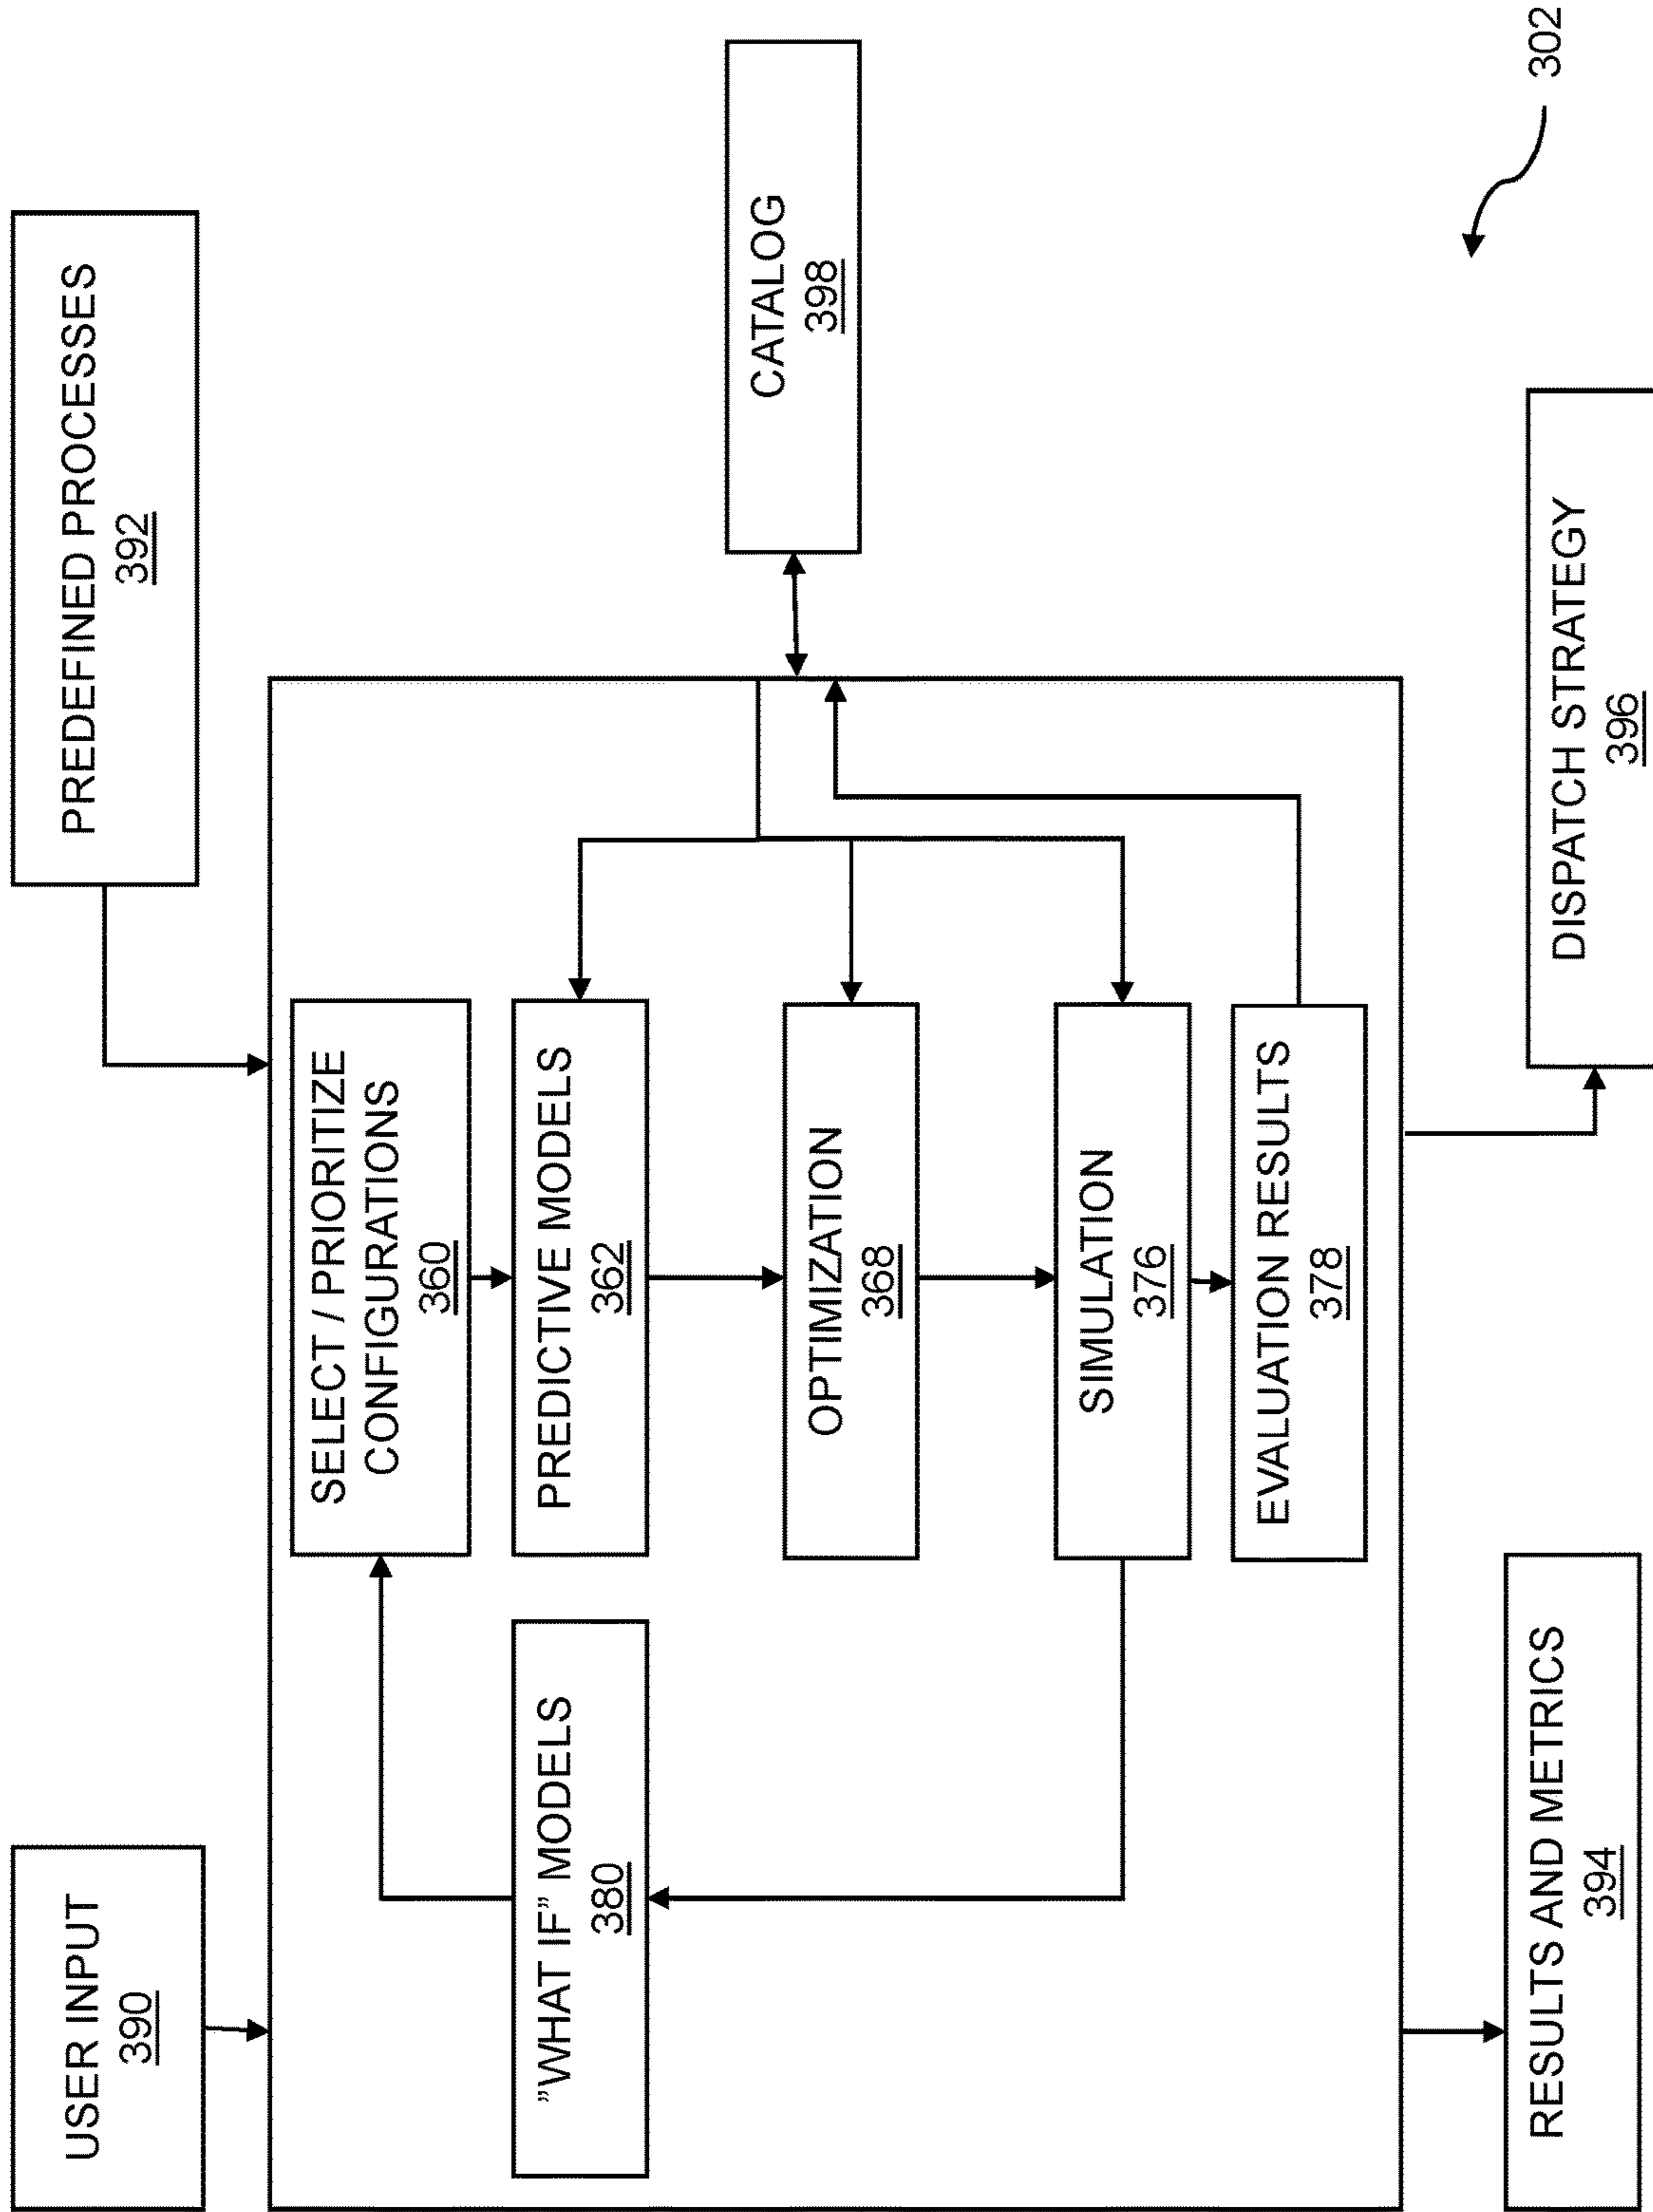 USER INPUT
390
PREDEFINED PROCESSES
392
SELECT / PRIORITIZE
CONFIGURATIONS
360
”WHAT IF” MODELS
380
PREDICTIVE MODELS
362
OPTIMIZATION
368
SIMULATION
376
EVALUATION RESULTS
378
CATALOG
398
RESULTS AND METRICS
394
DISPATCH STRATEGY
396
302